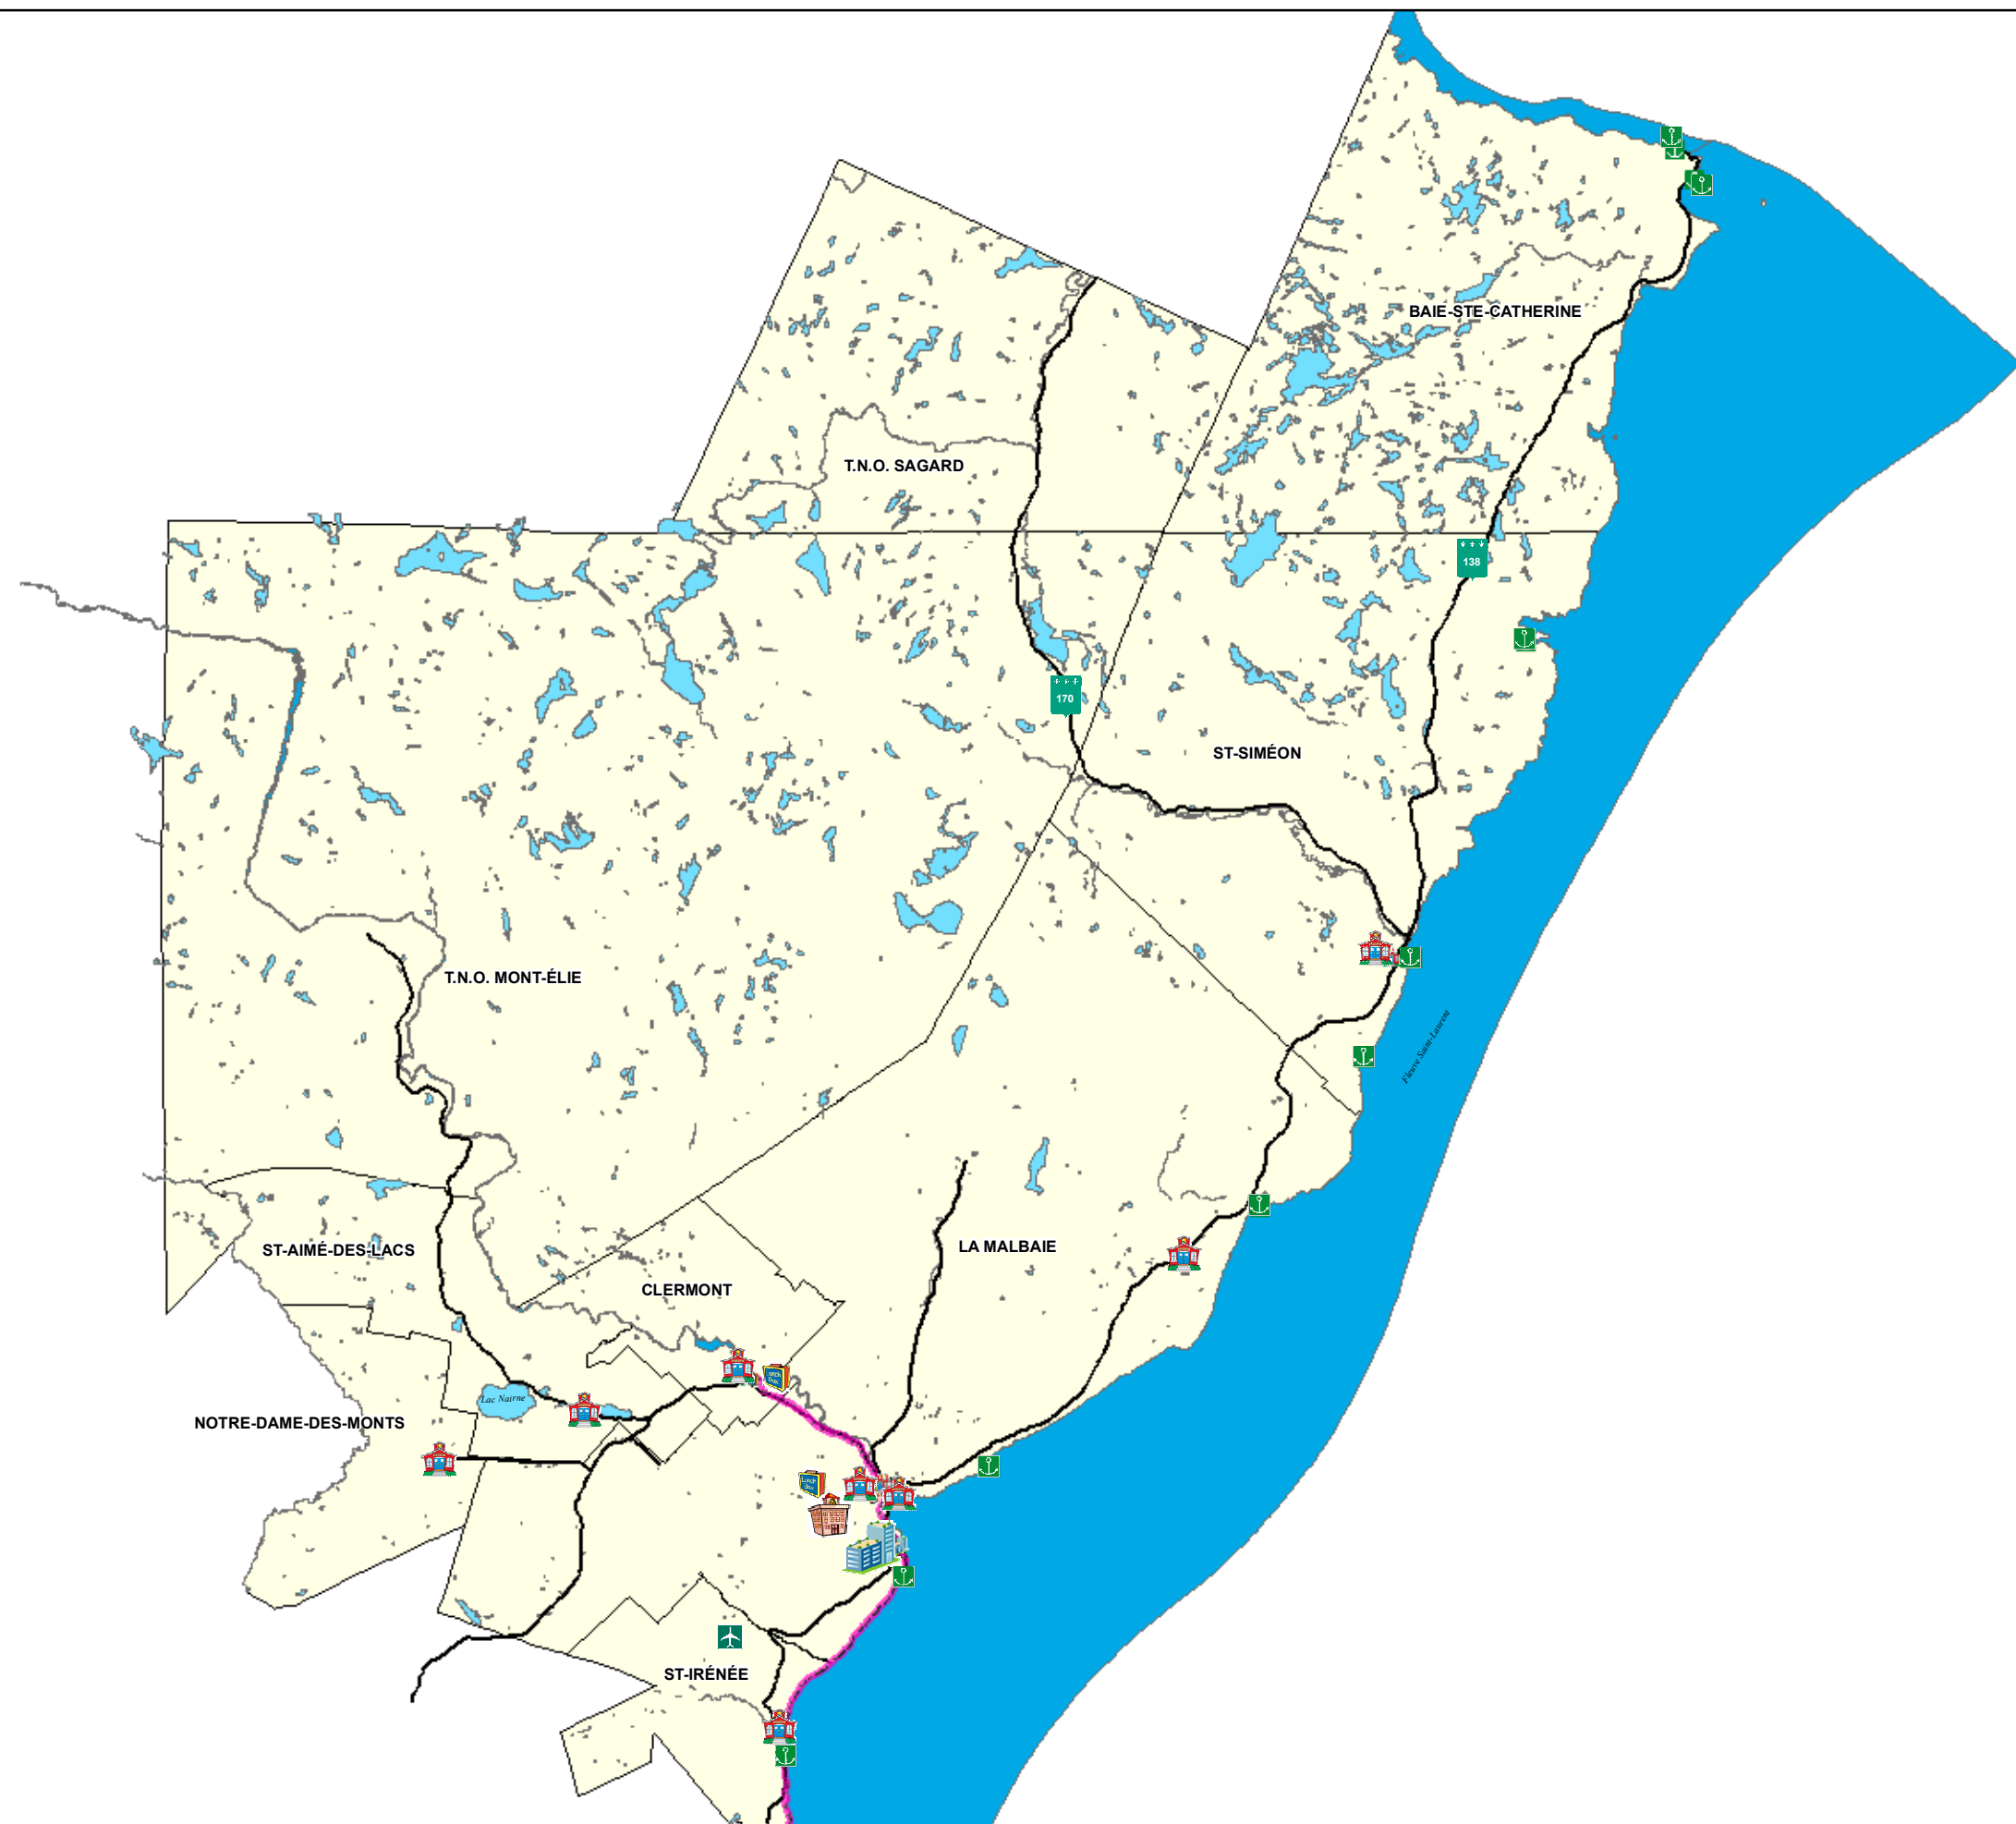 BAIE-STE-CATHERINE
T.N.O. SAGARD
138
170
ST-SIMÉON
T.N.O. MONT-ÉLIE
Fleuve Saint-Laurent
LA MALBAIE
ST-AIMÉ-DES-LACS
CLERMONT
Lac Nairne
NOTRE-DAME-DES-MONTS
ST-IRÉNÉE